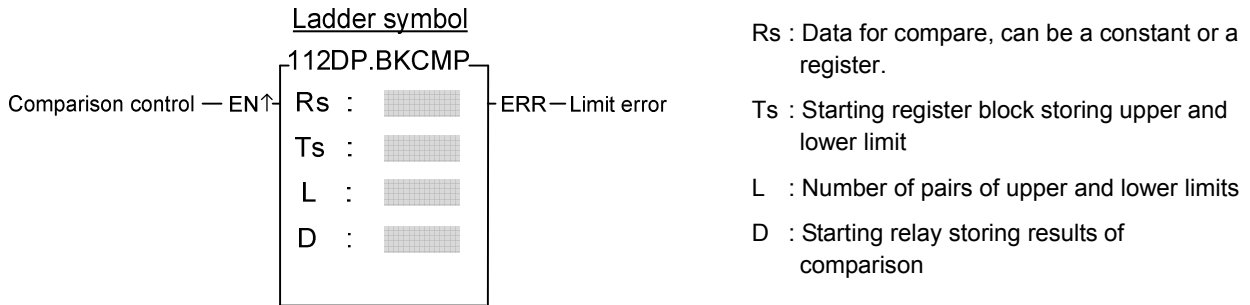 Ladder symbol
112DP.BKCMP
Comparison control — EN↑ Rs : ERR — Limit error
Ts :
L :
D :
Rs : Data for compare, can be a constant or a
register.
Ts : Starting register block storing upper and
lower limit
L : Number of pairs of upper and lower limits
D : Starting relay storing results of
comparison